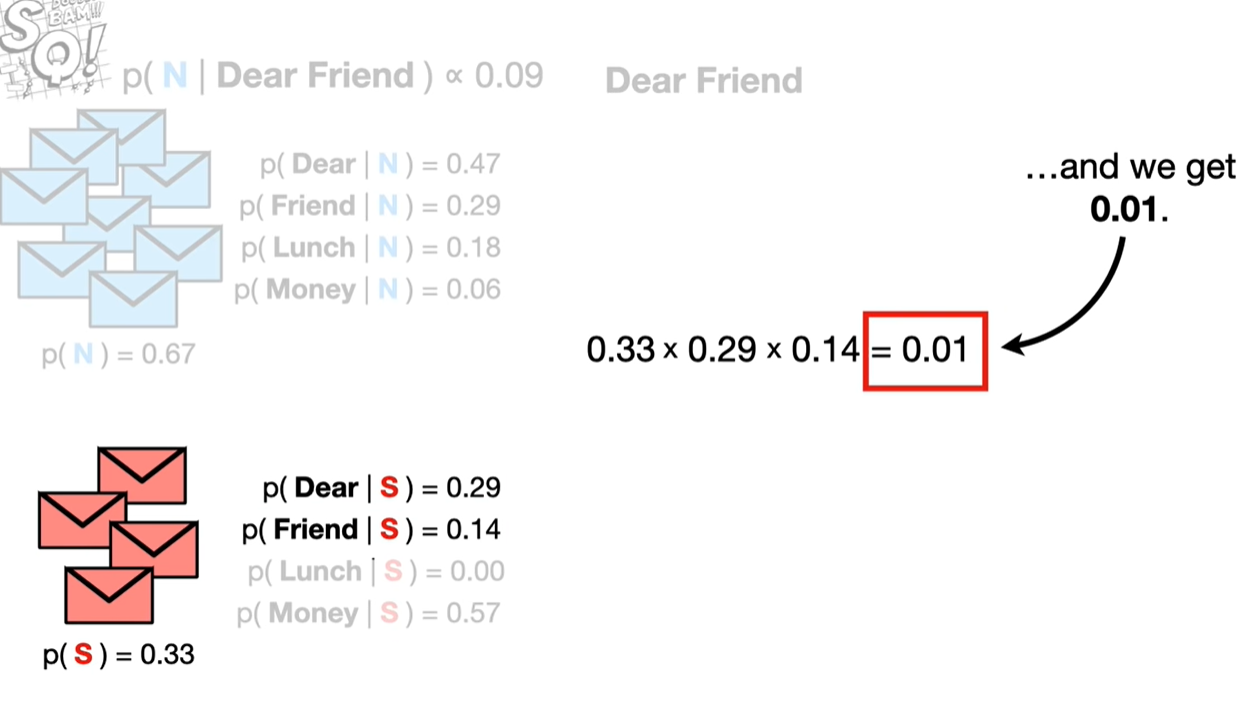 BAM!!!
SQ!
p( N | Dear Friend ) ∝ 0.09
Dear Friend
p( Dear | N ) = 0.47
p( Friend | N ) = 0.29
p( Lunch | N ) = 0.18
p( Money | N ) = 0.06
p( N ) = 0.67
…and we get
0.01.
0.33 x 0.29 x 0.14 = 0.01
p( Dear | S ) = 0.29
p( Friend | S ) = 0.14
p( Lunch | S ) = 0.00
p( Money | S ) = 0.57
p( S ) = 0.33